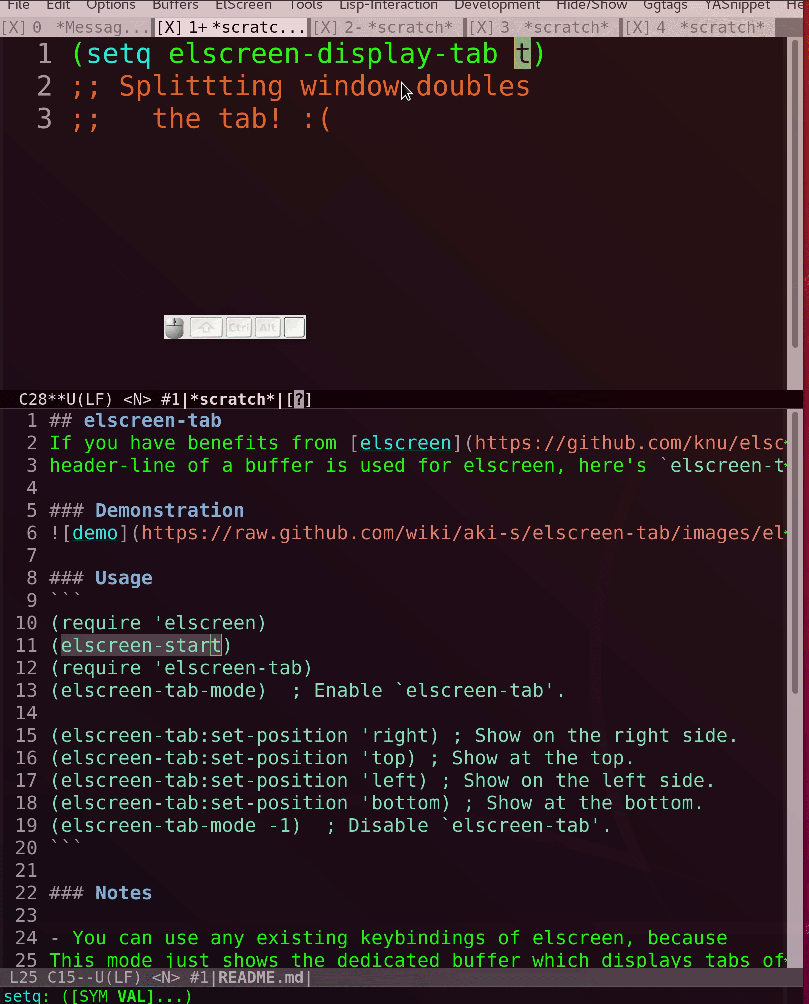 File Edit Options Buffers ElScreen Tools Lisp-Interaction Development Hide/Show Ggtags YASnippet He
[X] 0 *Messag... [X] 1+ *scratc... [X] 2- *scratch* [X] 3 *scratch* [X] 4 *scratch*
1 (setq elscreen-display-tab t)
2 ;; Splittting window doubles
3 ;;   the tab! :(
Ctrl Alt
C28**U(LF) <N> #1|*scratch*|[?]
1 ## elscreen-tab
2 If you have benefits from [elscreen](https://github.com/knu/elsc
3 header-line of a buffer is used for elscreen, here's `elscreen-t
4
5 ### Demonstration
6 ![demo](https://raw.github.com/wiki/aki-s/elscreen-tab/images/el
7
8 ### Usage
9 ```
10 (require 'elscreen)
11 (elscreen-start)
12 (require 'elscreen-tab)
13 (elscreen-tab-mode)  ; Enable `elscreen-tab'.
14
15 (elscreen-tab:set-position 'right) ; Show on the right side.
16 (elscreen-tab:set-position 'top) ; Show at the top.
17 (elscreen-tab:set-position 'left) ; Show on the left side.
18 (elscreen-tab:set-position 'bottom) ; Show at the bottom.
19 (elscreen-tab-mode -1)  ; Disable `elscreen-tab'.
20 ```
21
22 ### Notes
23
24 - You can use any existing keybindings of elscreen, because
25 This mode just shows the dedicated buffer which displays tabs of
L25 C15--U(LF) <N> #1|README.md|
setq: ([SYM VAL]...)